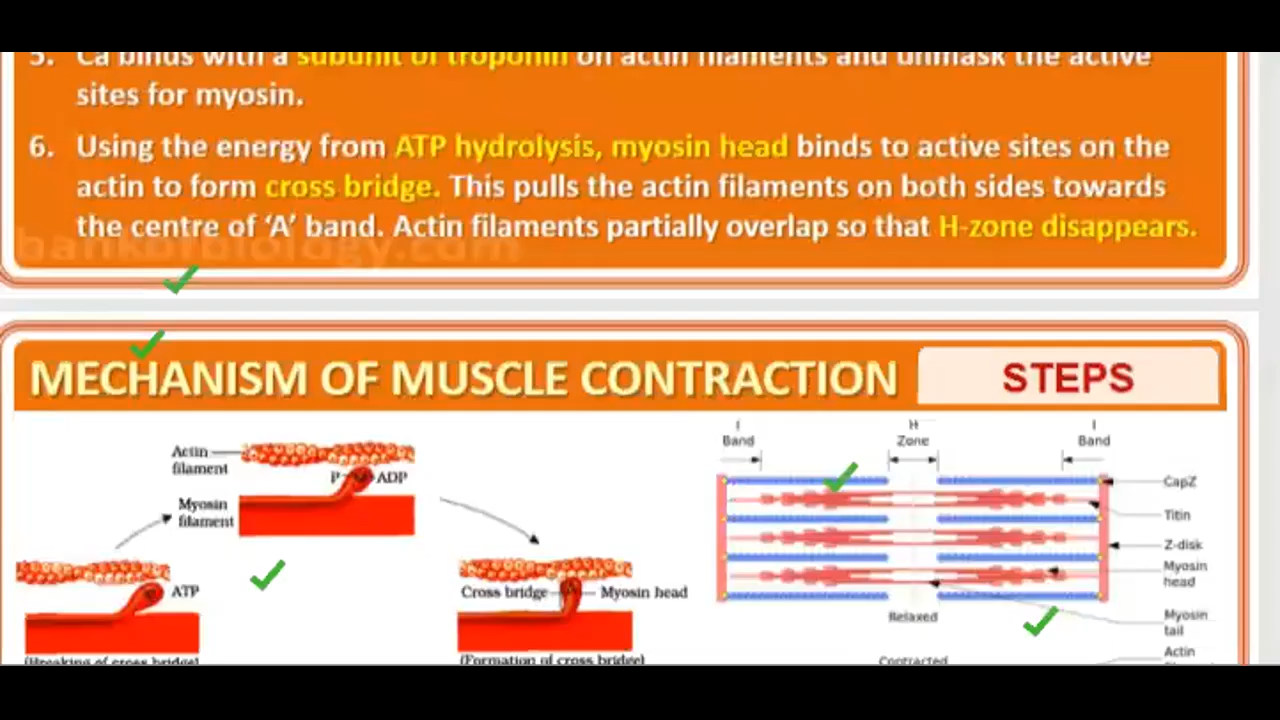 5. Ca binds with a subunit of troponin on actin filaments and unmask the active
sites for myosin.
6. Using the energy from ATP hydrolysis, myosin head binds to active sites on the
actin to form cross bridge. This pulls the actin filaments on both sides towards
the centre of ‘A’ band. Actin filaments partially overlap so that H-zone disappears.
bankofbiology.com
MECHANISM OF MUSCLE CONTRACTION
STEPS
Actin
filament
P
ADP
Myosin
filament
ATP
(Breaking of cross bridge)
Cross bridge
Myosin head
(Formation of cross bridge)
I
Band
H
Zone
I
Band
CapZ
Titin
Z-disk
Myosin
head
Myosin
tail
Relaxed
Contracted
Actin